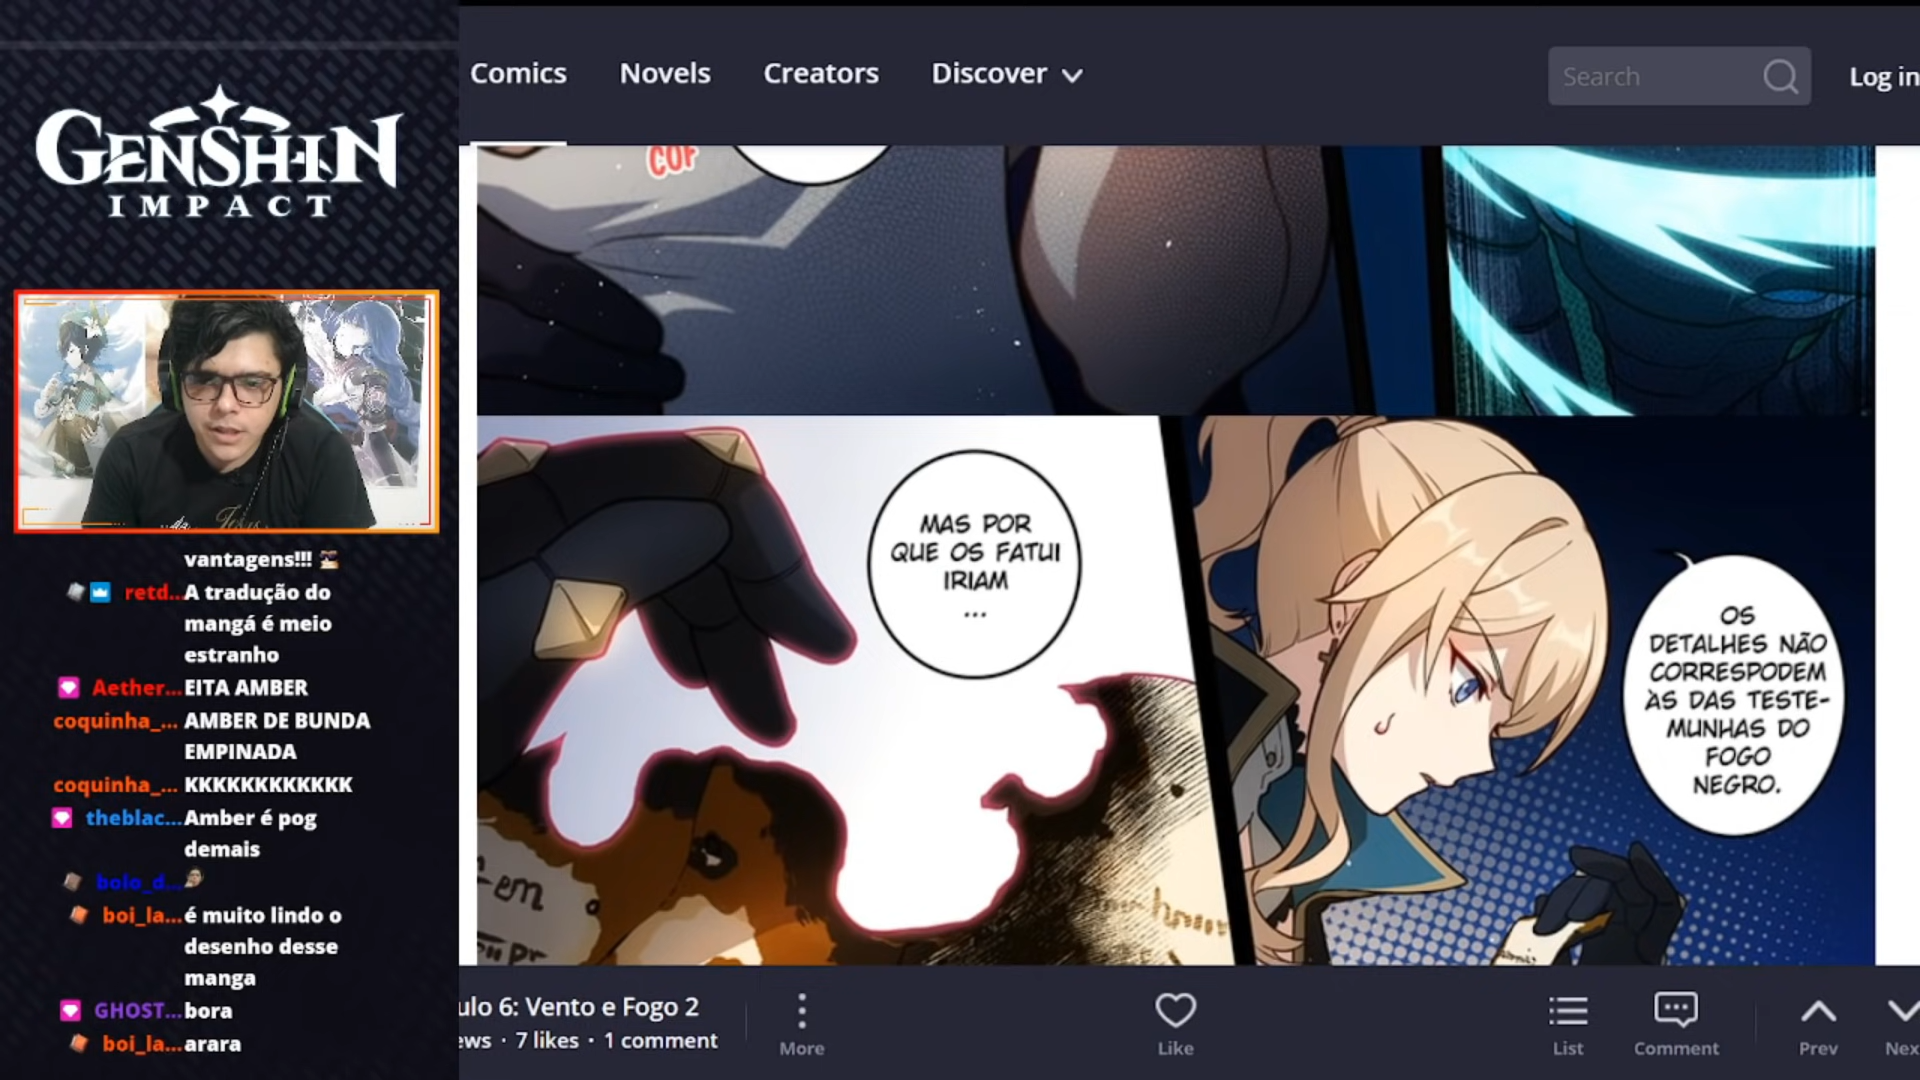 GENSHIN
IMPACT
Comics
Novels
Creators
Discover
Search
Log in
COF
MAS POR
QUE OS FATUI
IRIAM
...
OS
DETALHES NÃO
CORRESPODEM
ÀS DAS TESTE-
MUNHAS DO
FOGO
NEGRO.
vantagens!!!
retd... A tradução do
mangá é meio
estranho
Aether... EITA AMBER
coquinha_... AMBER DE BUNDA
EMPINADA
coquinha_... KKKKKKKKKKKK
theblac... Amber é pog
demais
bolo_d...
boi_la... é muito lindo o
desenho desse
manga
GHOST... bora
boi_la... arara
ulo 6: Vento e Fogo 2
ews · 7 likes · 1 comment
More
Like
List
Comment
Prev
Nex